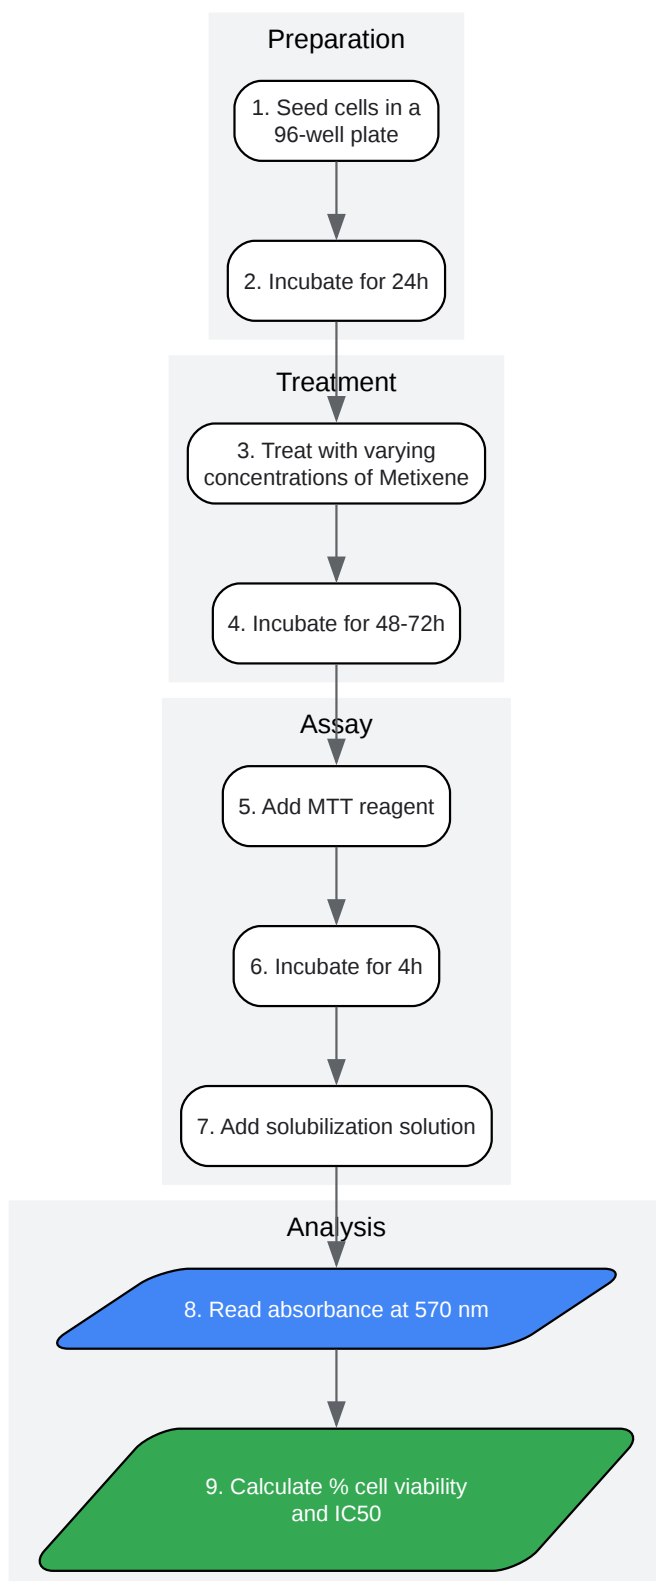 Preparation
1. Seed cells in a
96-well plate
2. Incubate for 24h
Treatment
3. Treat with varying
concentrations of Metixene
4. Incubate for 48-72h
Assay
5. Add MTT reagent
6. Incubate for 4h
7. Add solubilization solution
Analysis
8. Read absorbance at 570 nm
9. Calculate % cell viability
and IC50